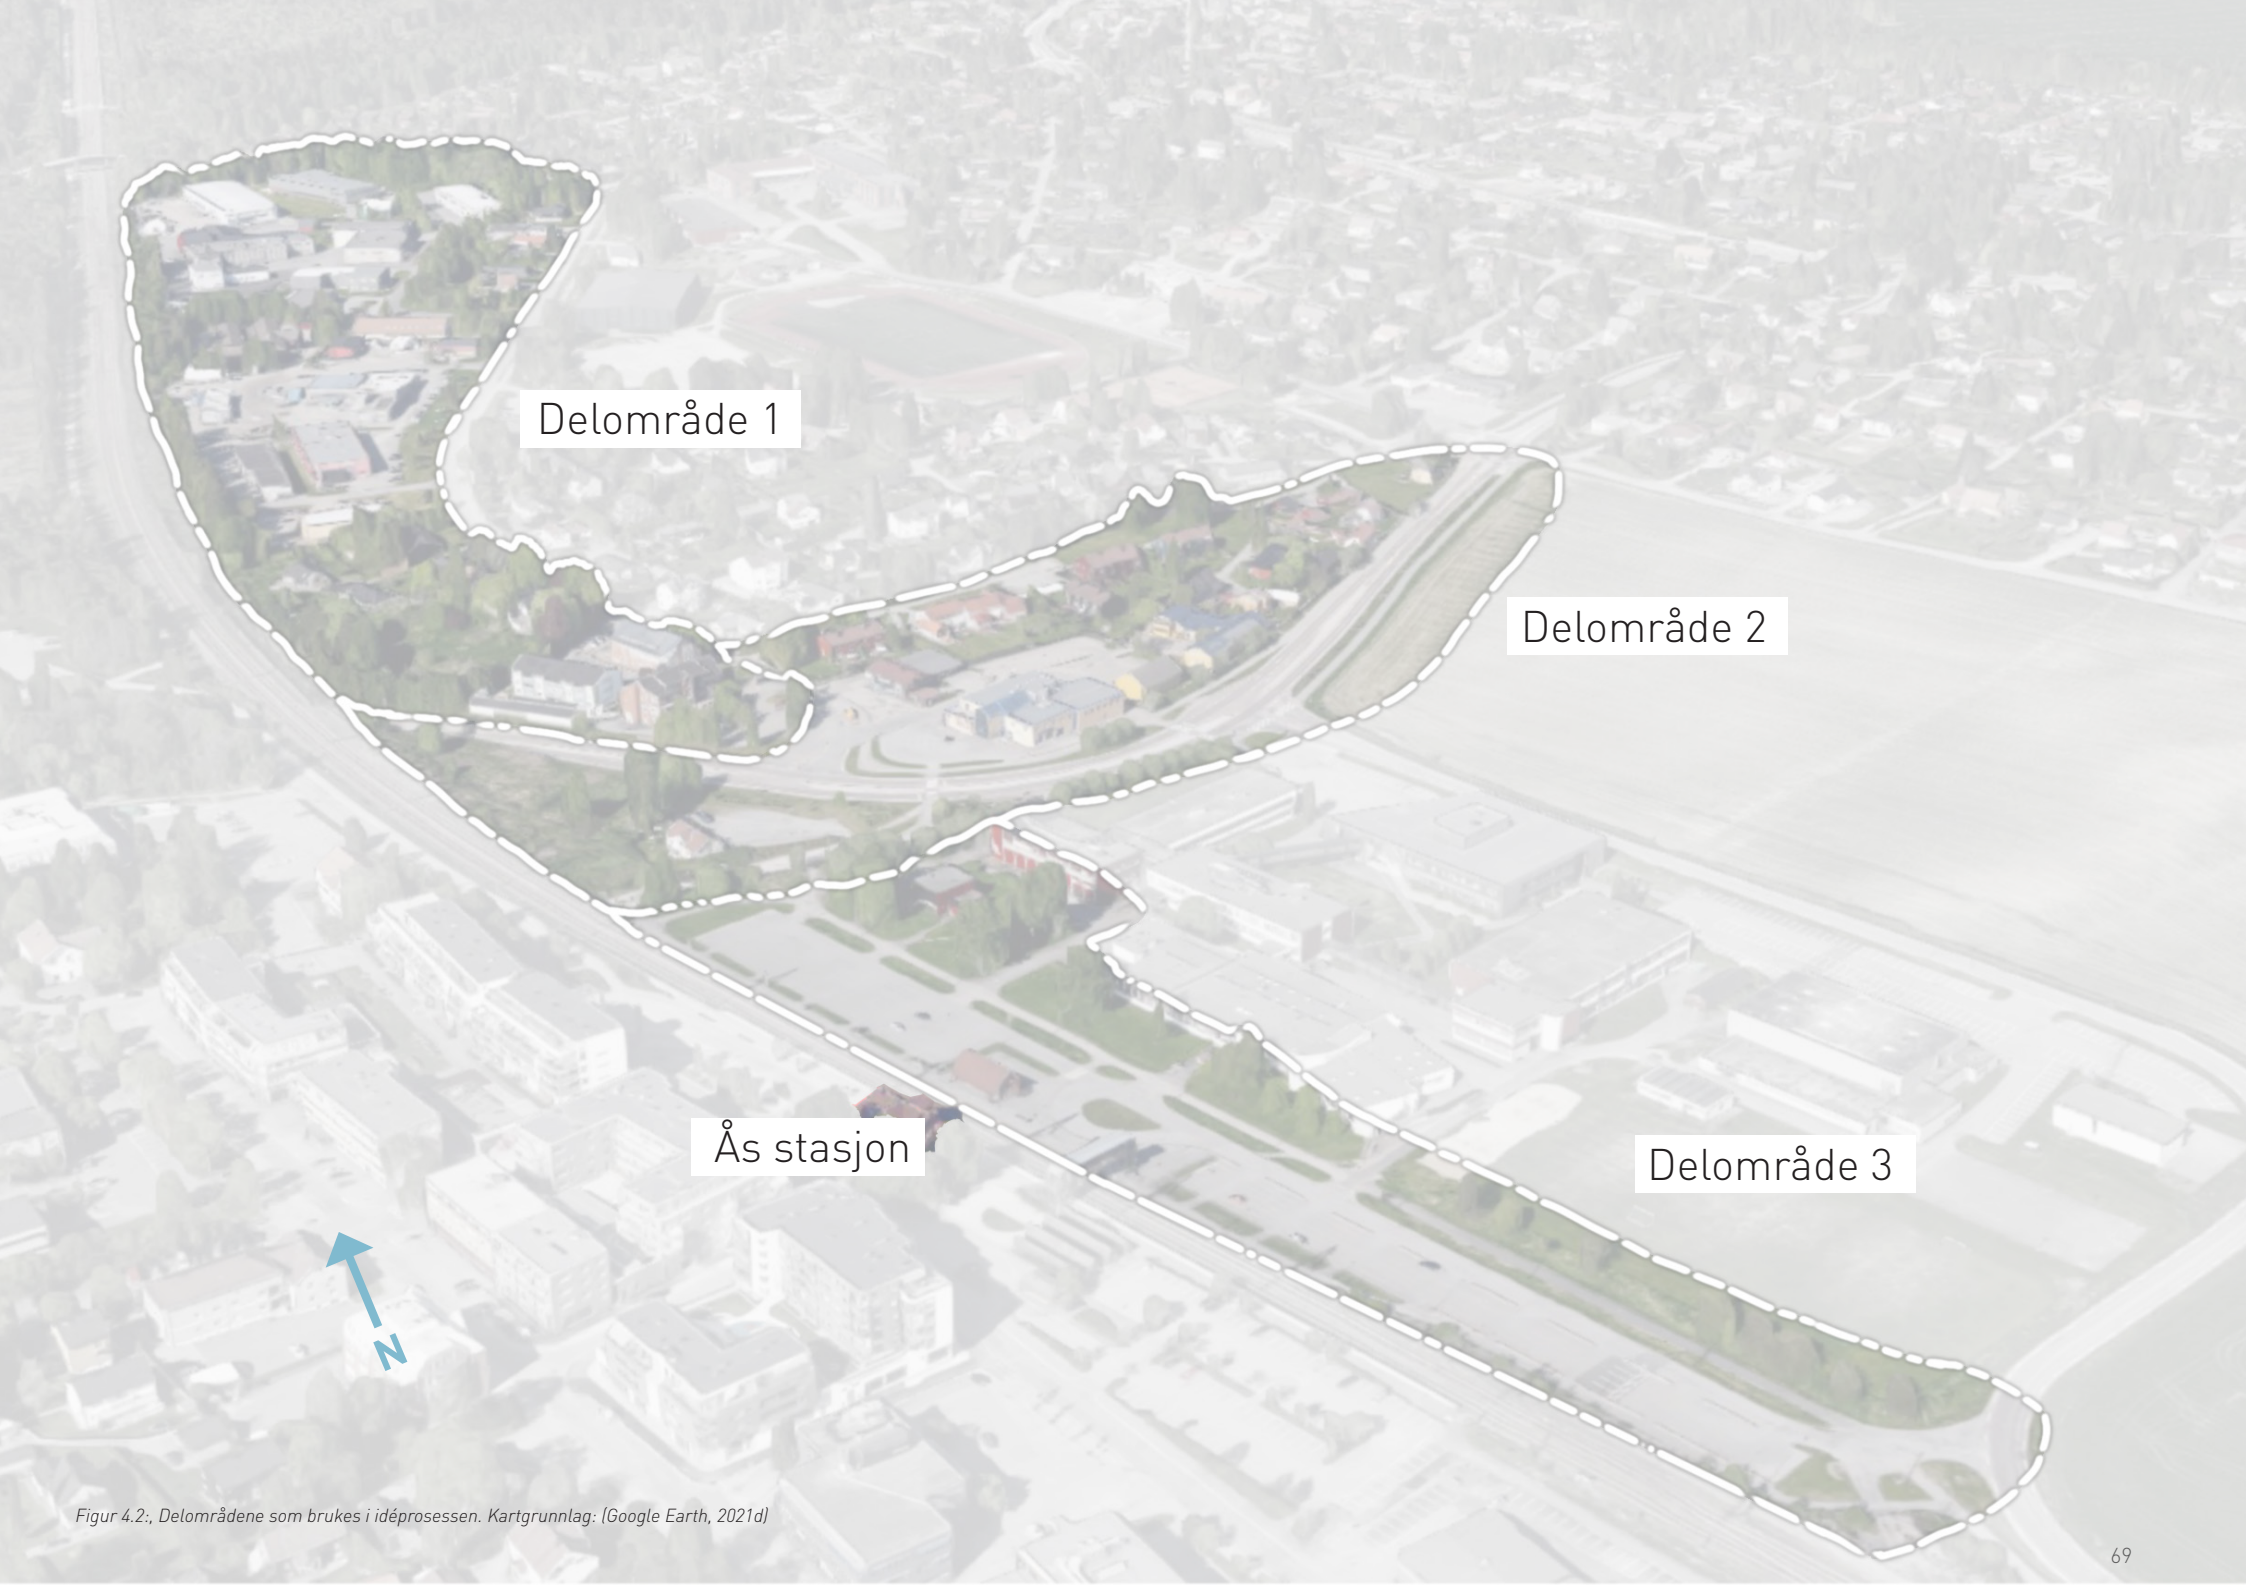 Delområde 1
Delområde 2
Ås stasjon
Delområde 3
N
Figur 4.2:, Delområdene som brukes i idéprosessen. Kartgrunnlag: (Google Earth, 2021d)
69